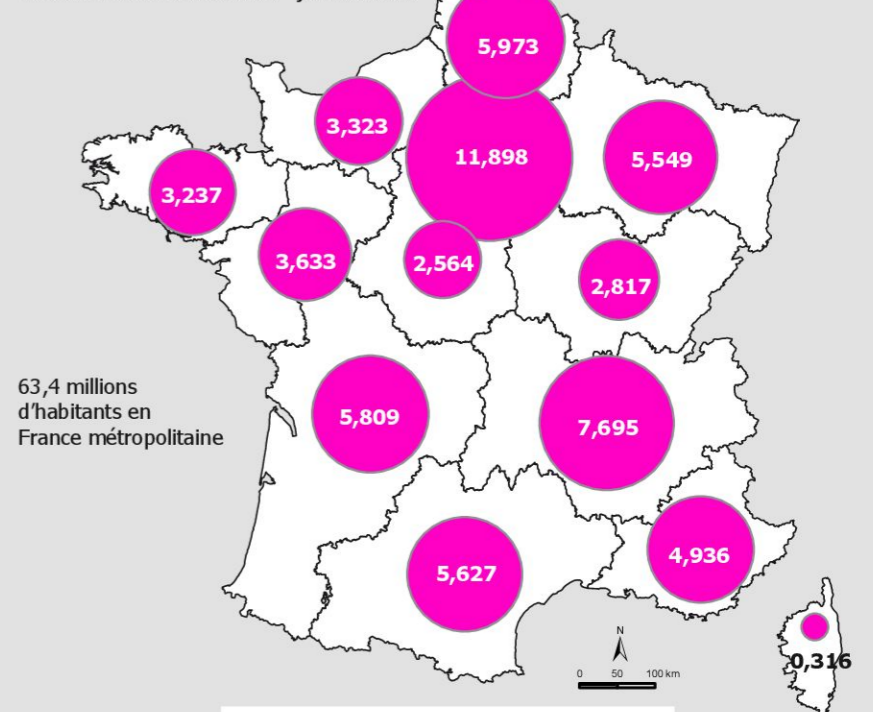 5,973
3,323
11,898
5,549
3,237
3,633
2,564
2,817
63,4 millions
d'habitants en
France métropolitaine
5,809
7,695
4,936
5,627
N
0 50 100 km
0,316